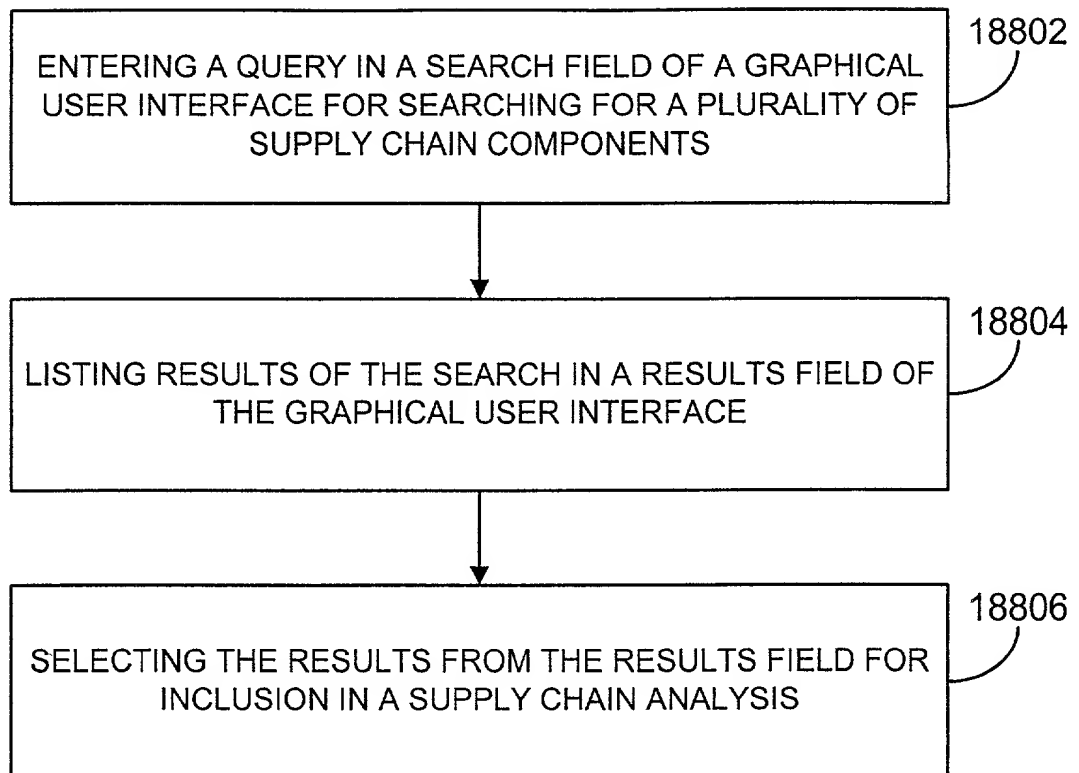 18802
ENTERING A QUERY IN A SEARCH FIELD OF A GRAPHICAL
USER INTERFACE FOR SEARCHING FOR A PLURALITY OF
SUPPLY CHAIN COMPONENTS
18804
LISTING RESULTS OF THE SEARCH IN A RESULTS FIELD OF
THE GRAPHICAL USER INTERFACE
18806
SELECTING THE RESULTS FROM THE RESULTS FIELD FOR
INCLUSION IN A SUPPLY CHAIN ANALYSIS